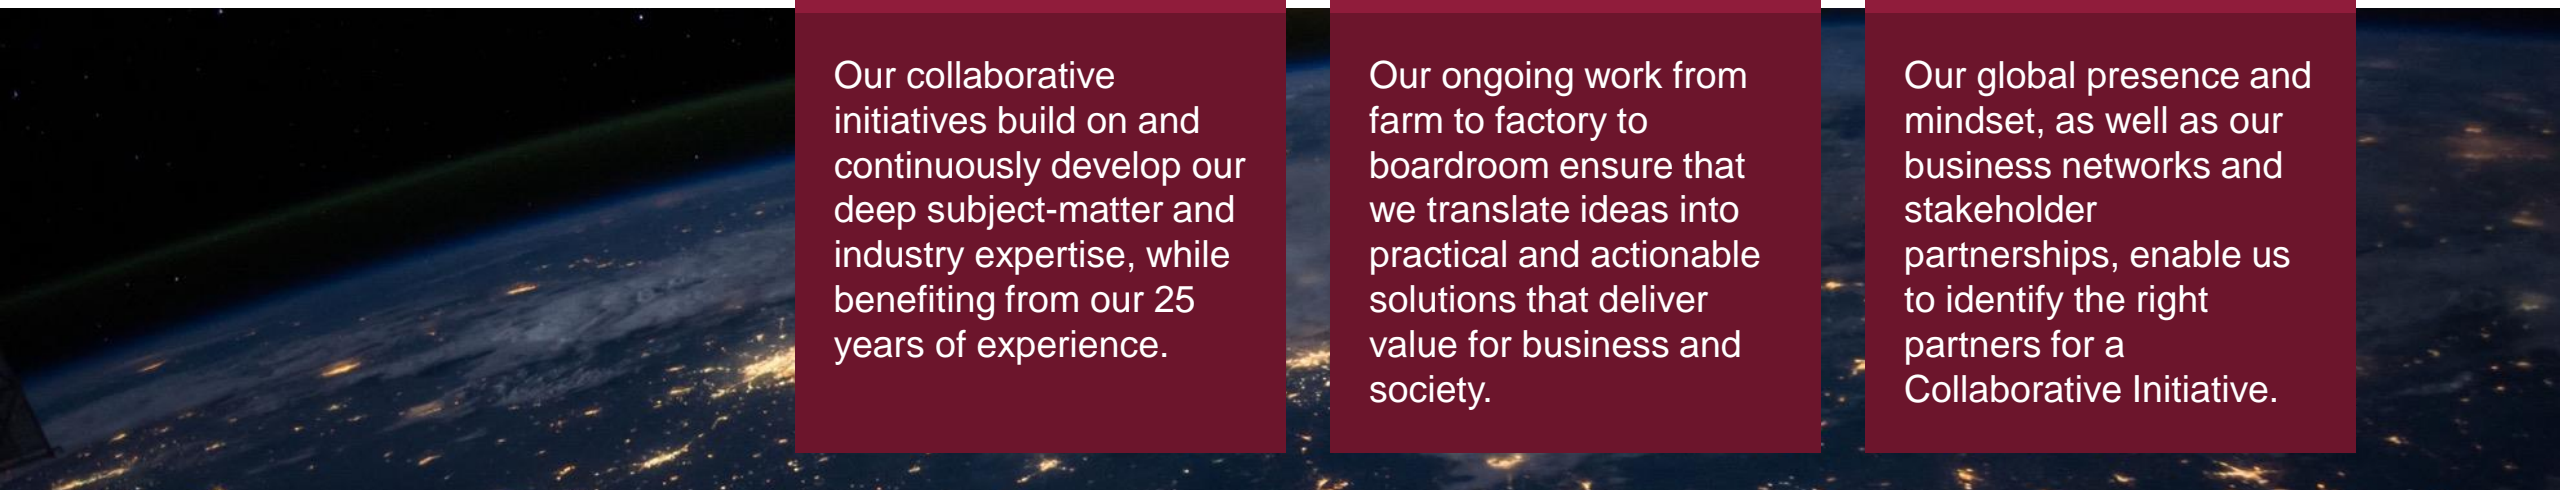 Our collaborative
initiatives build on and
continuously develop our
deep subject-matter and
industry expertise, while
benefiting from our 25
years of experience.
Our ongoing work from
farm to factory to
boardroom ensure that
we translate ideas into
practical and actionable
solutions that deliver
value for business and
society.
Our global presence and
mindset, as well as our
business networks and
stakeholder
partnerships, enable us
to identify the right
partners for a
Collaborative Initiative.